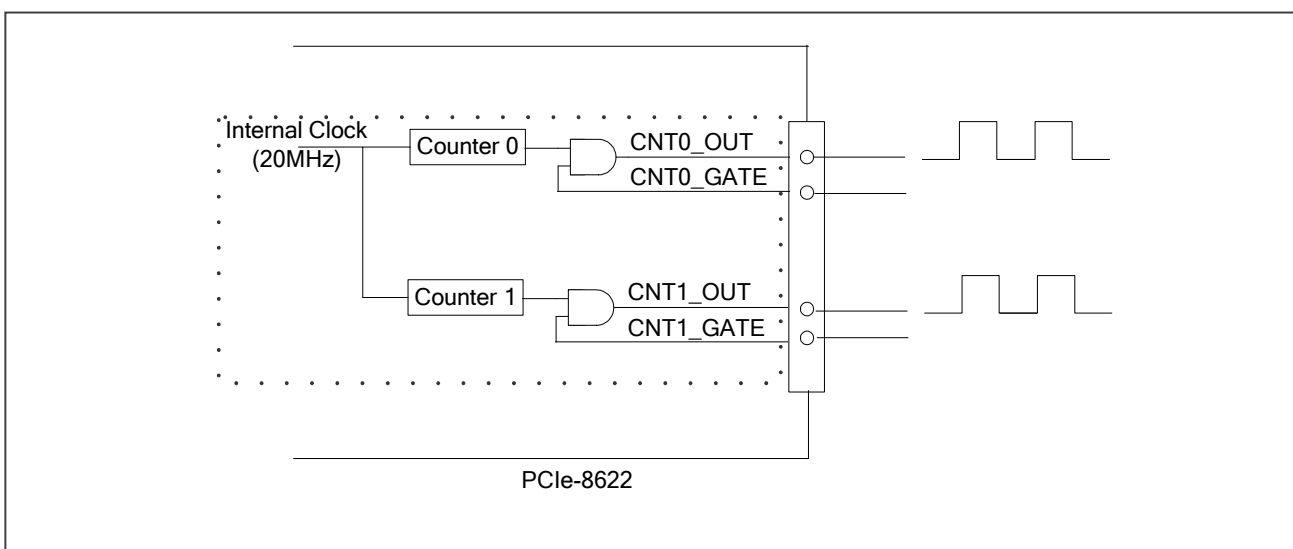 Internal Clock
(20MHz)
Counter 0
CNT0_OUT
CNT0_GATE
Counter 1
CNT1_OUT
CNT1_GATE
PCIe-8622